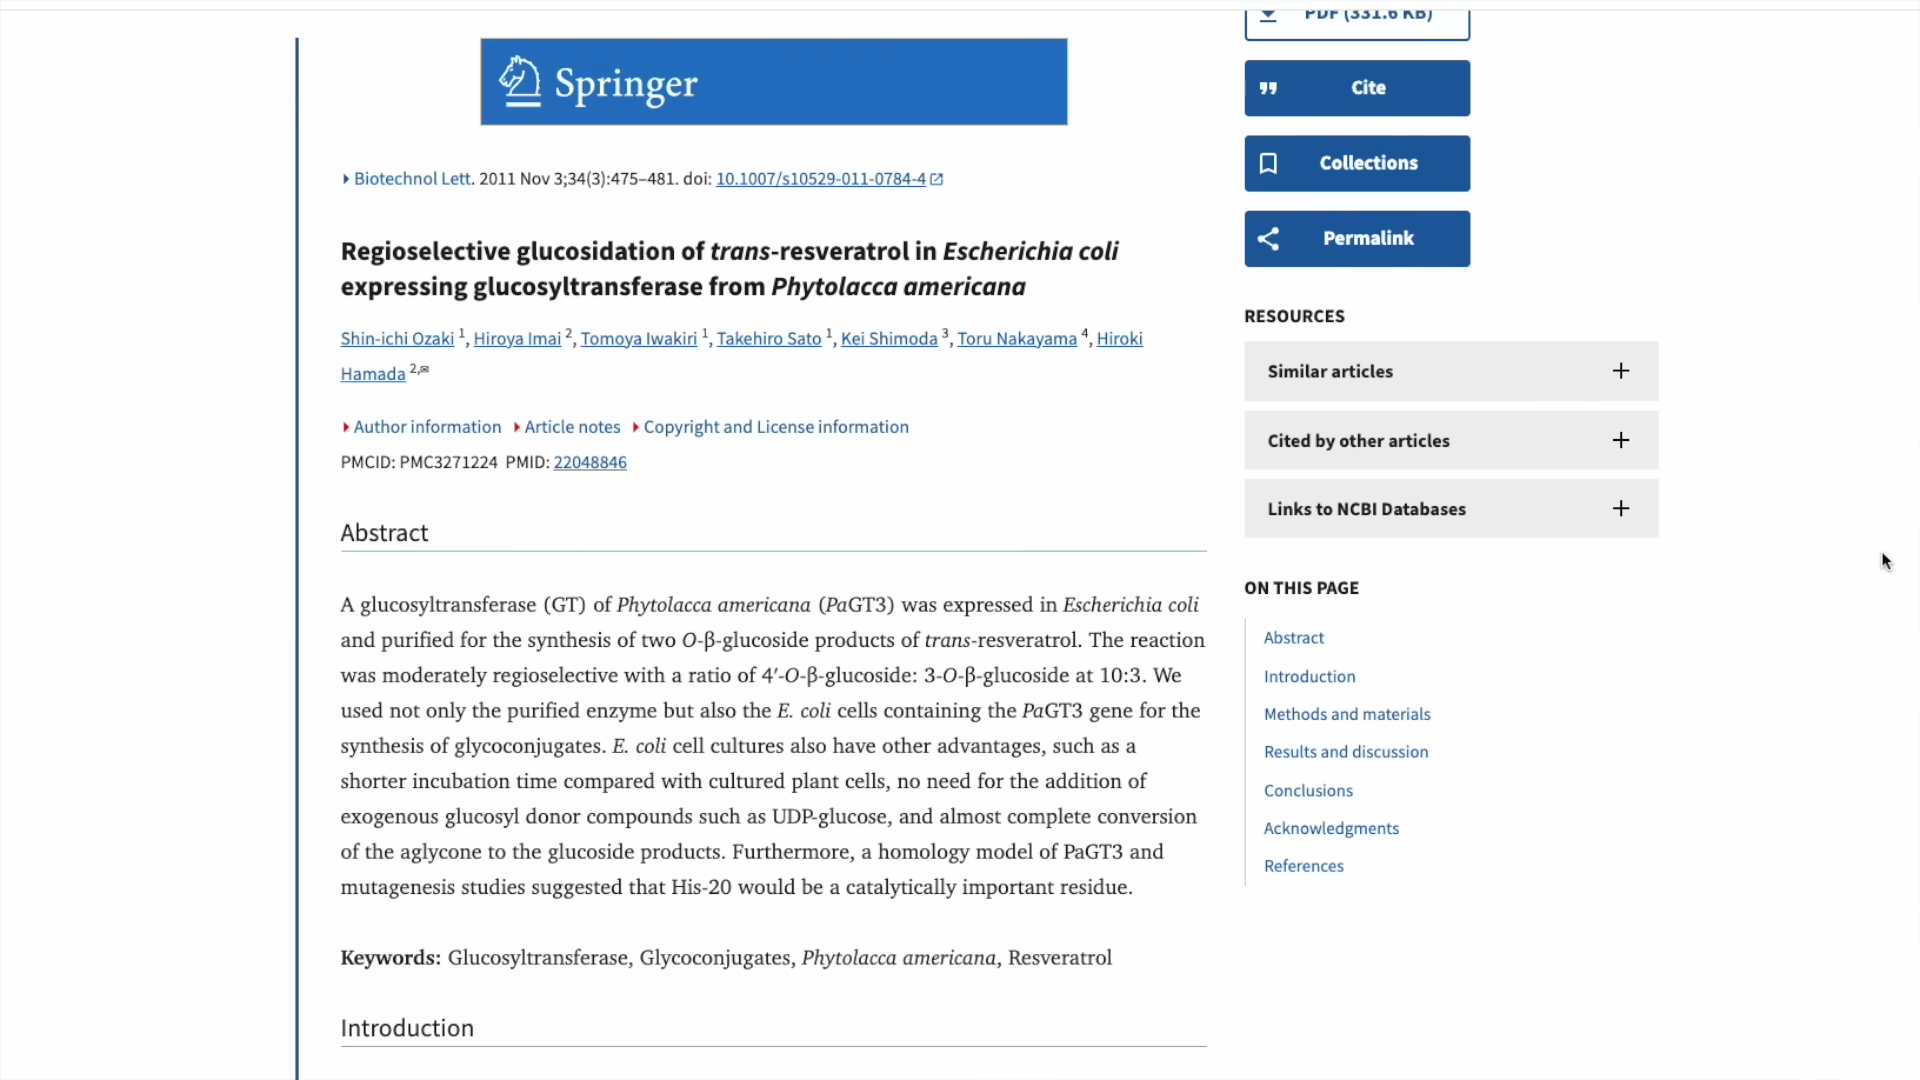 PDF (331.6 KB)
Springer
Cite
Biotechnol Lett. 2011 Nov 3;34(3):475–481. doi: 10.1007/s10529-011-0784-4
Collections
Permalink
Regioselective glucosidation of trans-resveratrol in Escherichia coli
expressing glucosyltransferase from Phytolacca americana
Shin-ichi Ozaki 1, Hiroya Imai 2, Tomoya Iwakiri 1, Takehiro Sato 1, Kei Shimoda 3, Toru Nakayama 4, Hiroki
Hamada 2,✉
Author information Article notes Copyright and License information
PMCID: PMC3271224 PMID: 22048846
Abstract
A glucosyltransferase (GT) of Phytolacca americana (PaGT3) was expressed in Escherichia coli
and purified for the synthesis of two O-β-glucoside products of trans-resveratrol. The reaction
was moderately regioselective with a ratio of 4′-O-β-glucoside: 3-O-β-glucoside at 10:3. We
used not only the purified enzyme but also the E. coli cells containing the PaGT3 gene for the
synthesis of glycoconjugates. E. coli cell cultures also have other advantages, such as a
shorter incubation time compared with cultured plant cells, no need for the addition of
exogenous glucosyl donor compounds such as UDP-glucose, and almost complete conversion
of the aglycone to the glucoside products. Furthermore, a homology model of PaGT3 and
mutagenesis studies suggested that His-20 would be a catalytically important residue.
Keywords: Glucosyltransferase, Glycoconjugates, Phytolacca americana, Resveratrol
Introduction
RESOURCES
Similar articles
Cited by other articles
Links to NCBI Databases
ON THIS PAGE
Abstract
Introduction
Methods and materials
Results and discussion
Conclusions
Acknowledgments
References